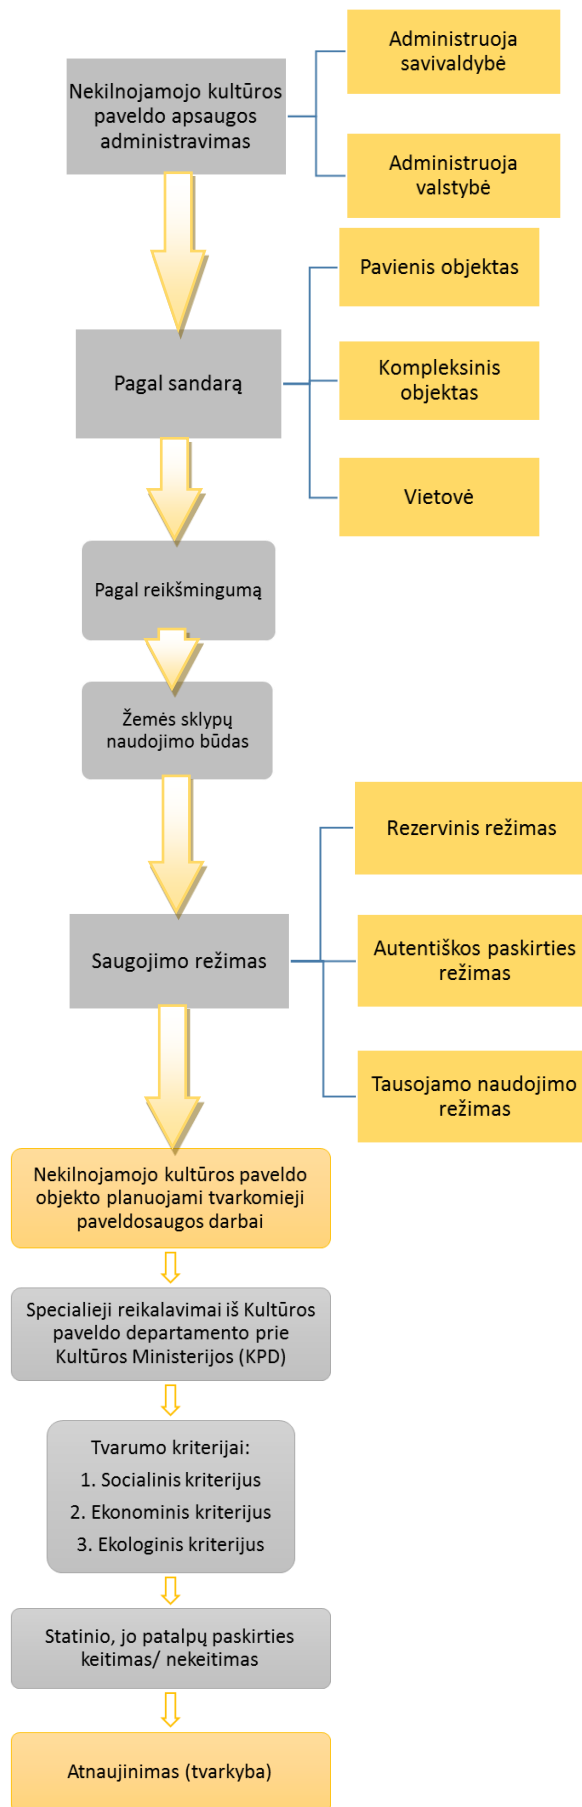 Administruoja
savivaldybė
Nekilnojamojo kultūros
paveldo apsaugos
administravimas
Administruoja
valstybė
Pavienis objektas
Pagal sandarą
Kompleksinis
objektas
Vietovė
Pagal reikšmingumą
Žemės sklypų
naudojimo būdas
Rezervinis režimas
Saugojimo režimas
Autentiškos paskirties
režimas
Tausojamo naudojimo
režimas
Nekilnojamojo kultūros paveldo
objekto planuojami tvarkomieji
paveldosaugos darbai
Specialieji reikalavimai iš Kultūros
paveldo departamento prie
Kultūros Ministerijos (KPD)
Tvarumo kriterijai:
1. Socialinis kriterijus
2. Ekonominis kriterijus
3. Ekologinis kriterijus
Statinio, jo patalpų paskirties
keitimas/ nekeitimas
Atnaujinimas (tvarkyba)